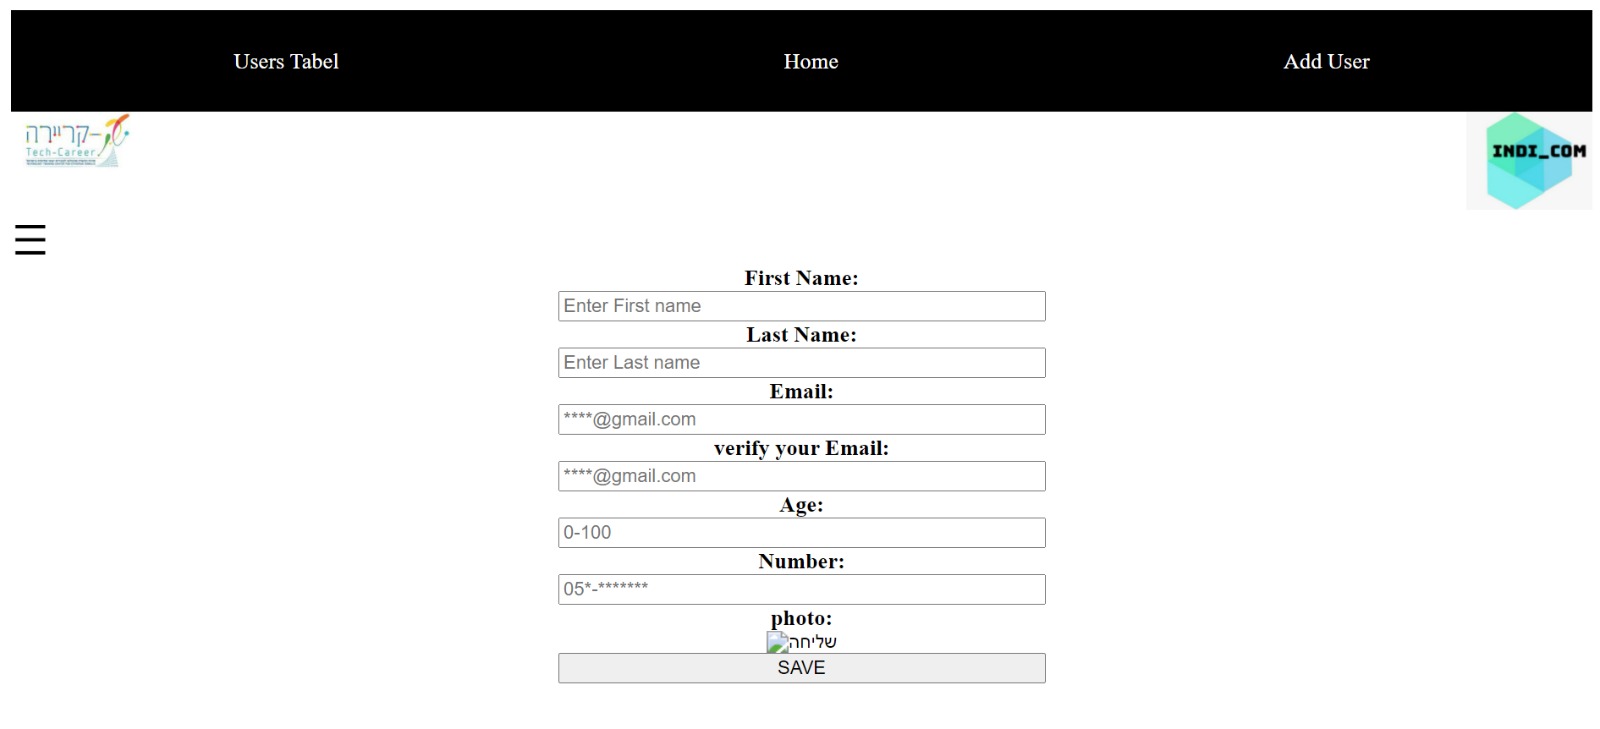 Users Tabel
Home
Add User
טק-קריירה
Tech-Career
INDI_COM
First Name:
Enter First name
Last Name:
Enter Last name
Email:
****@gmail.com
verify your Email:
****@gmail.com
Age:
0-100
Number:
05*-*******
photo:
שליחה
SAVE